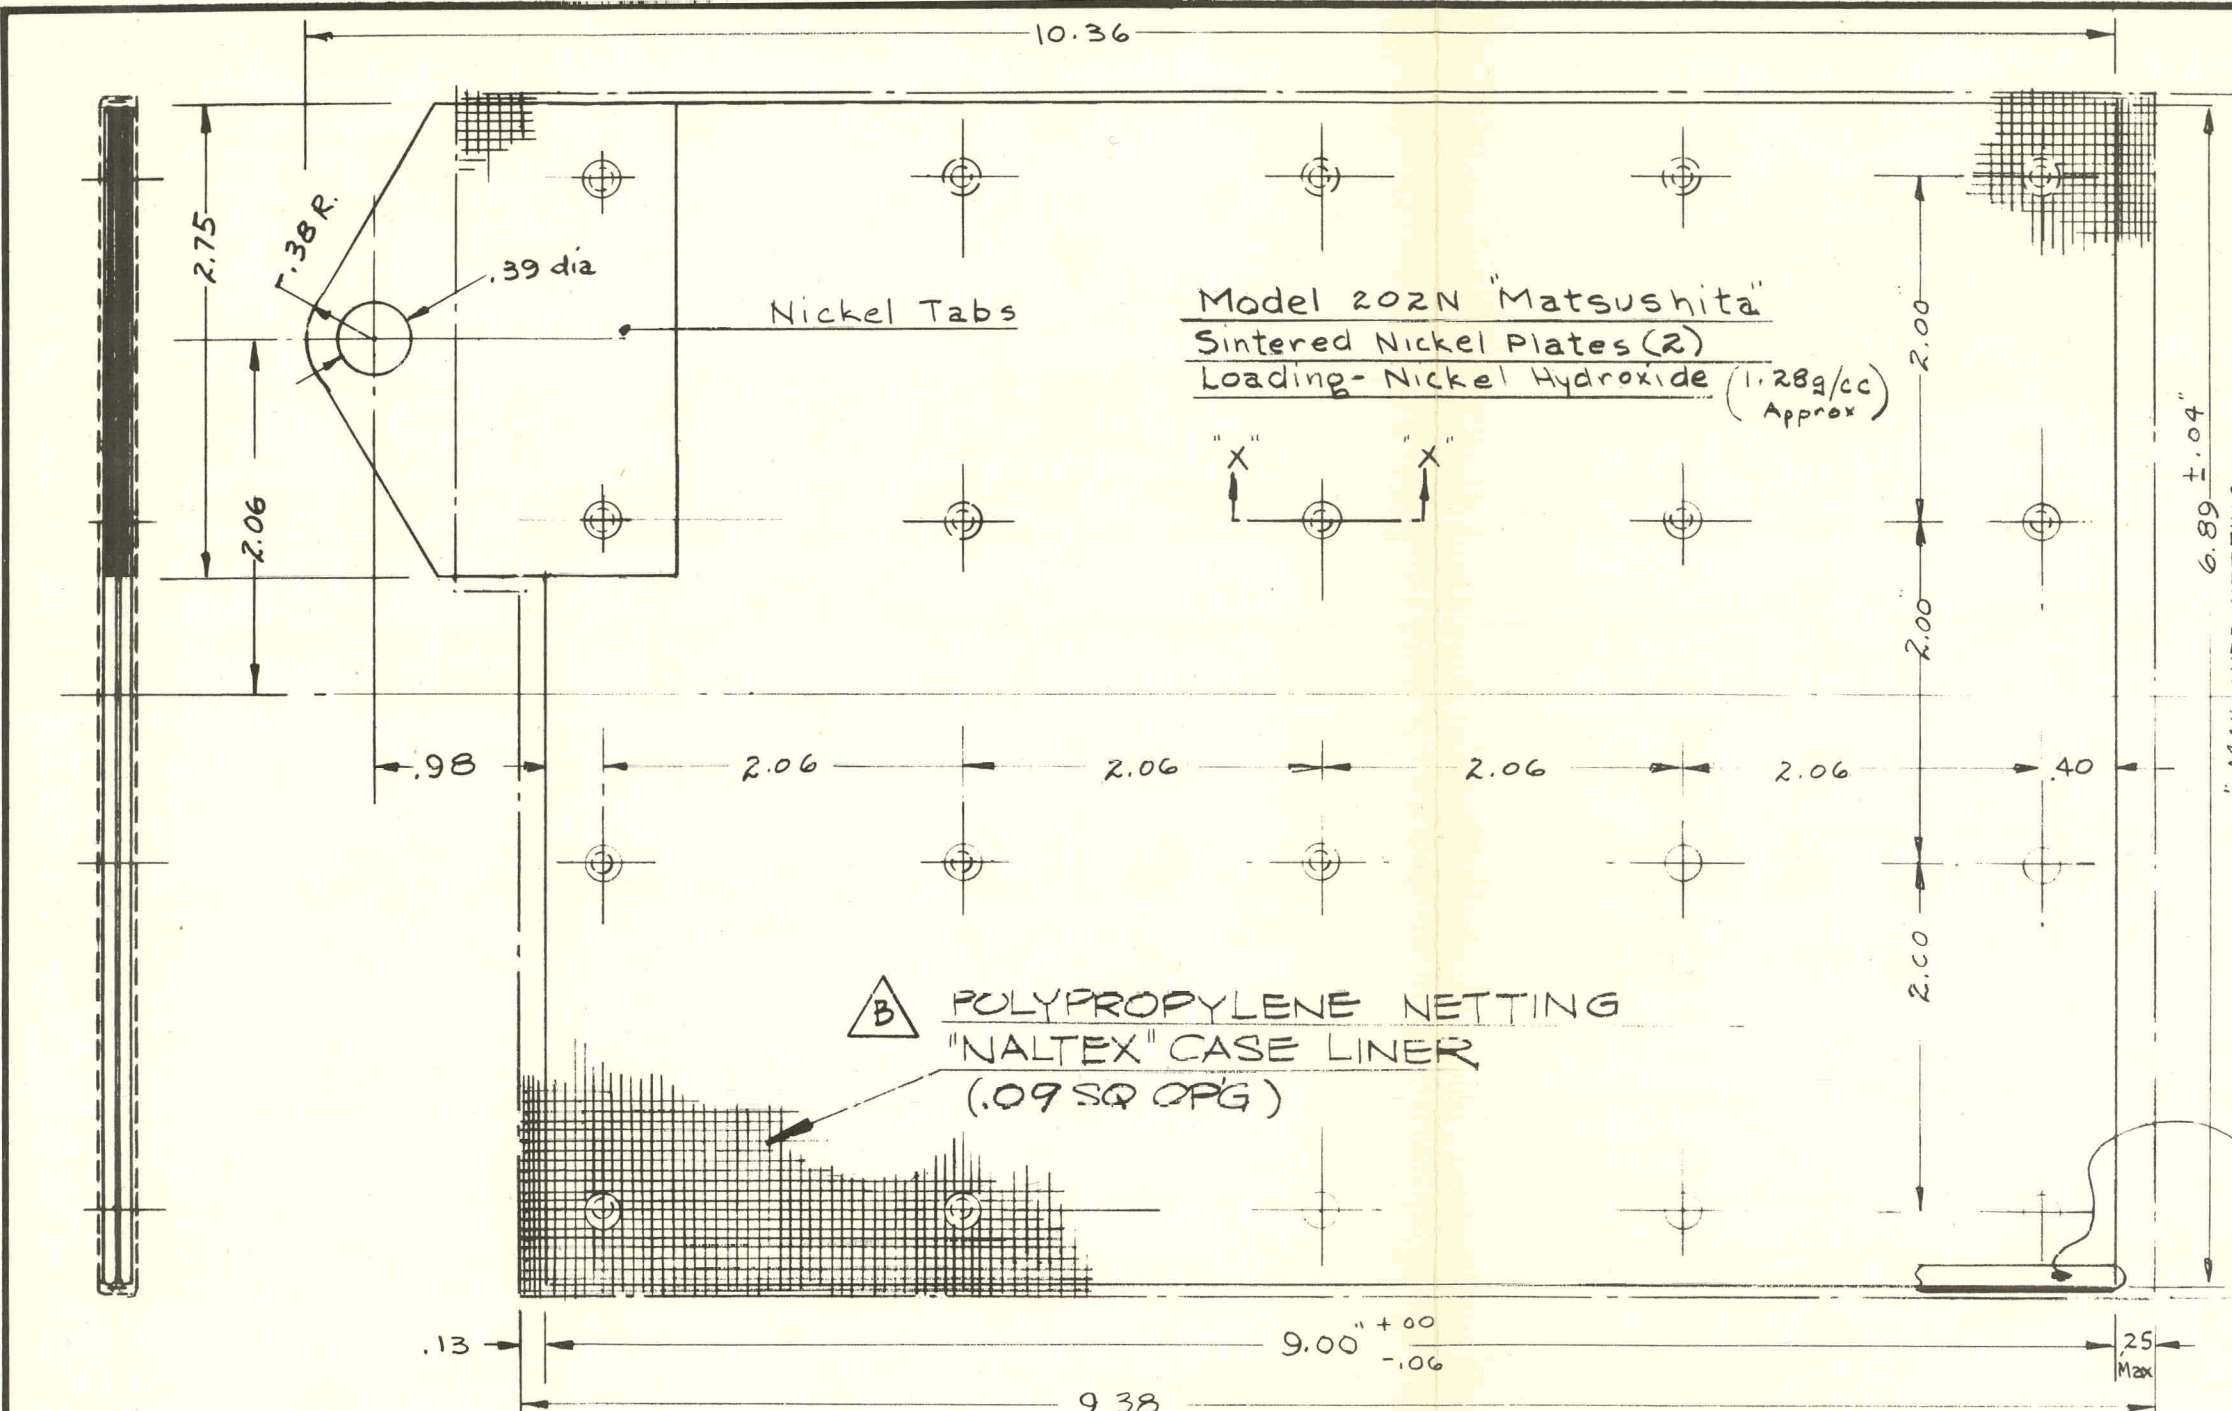 10.36
2.75
.38 R.
.39 dia
Nickel Tabs
Model 202N "Matsushita"
Sintered Nickel Plates (2)
Loading- Nickel Hydroxide (1.28g/cc
Approx)
"X" "X"
2.00"
6.89 ±.04"
2.06
2.00"
.98
2.06
2.06
2.06
2.06
.40
2.00
B
POLYPROPYLENE NETTING
"NALTEX" CASE LINER
(.09 SQ OP'G)
.13
9.00" +00
-.06
.25
Max
9.38